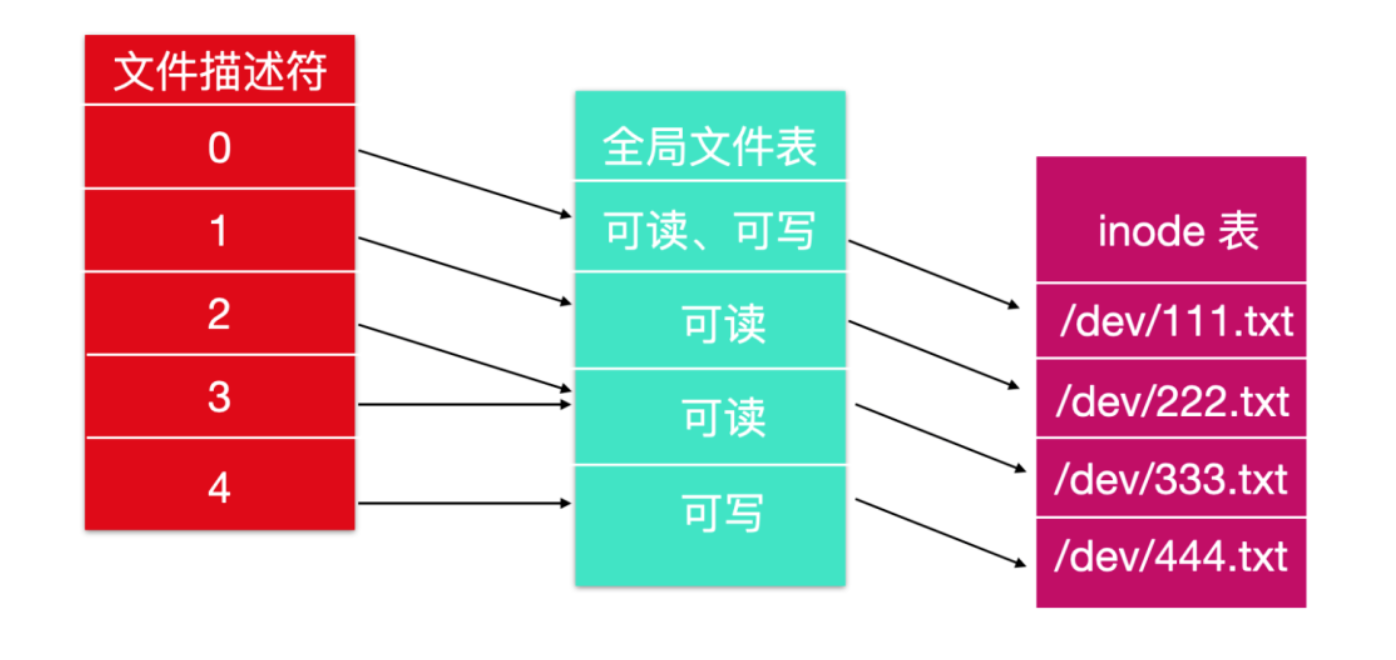 文件描述符
0
1
2
3
4
全局文件表
可读、可写
可读
可读
可写
inode 表
/dev/111.txt
/dev/222.txt
/dev/333.txt
/dev/444.txt